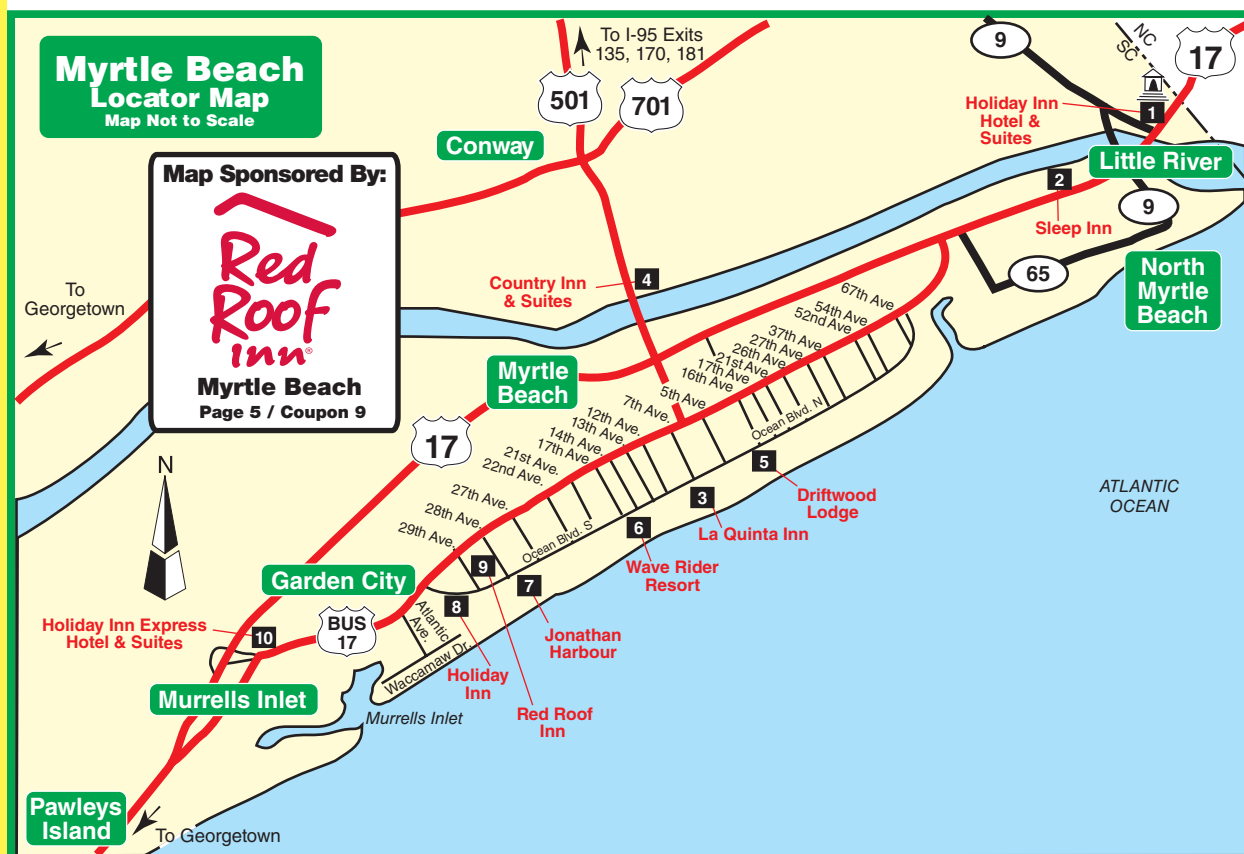 Myrtle Beach
Locator Map
Map Not to Scale
To I-95 Exits
135, 170, 181
501
701
9
NC
SC
17
Holiday Inn
Hotel &
Suites
1
Conway
Little River
Map Sponsored By:
Red
Roof
Inn®
Myrtle Beach
Page 5 / Coupon 9
2
Sleep Inn
9
65
North
Myrtle
Beach
To
Georgetown
Country Inn
& Suites
4
67th Ave
54th Ave
52nd Ave
37th Ave.
27th Ave.
26th Ave.
21st Ave.
17th Ave
16th Ave
5th Ave
7th Ave.
12th Ave.
13th Ave.
14th Ave.
17th Ave.
21st Ave.
22nd Ave.
27th Ave.
28th Ave.
29th Ave.
Myrtle
Beach
17
Ocean Blvd. N
Ocean Blvd. S
N
5
Driftwood
Lodge
3
La Quinta Inn
6
Wave Rider
Resort
ATLANTIC
OCEAN
Garden City
9
7
8
Jonathan
Harbour
Holiday Inn Express
Hotel & Suites
10
BUS
17
Atlantic
Ave.
Waccamaw Dr.
Holiday
Inn
Red Roof
Inn
Murrells Inlet
Murrells Inlet
Pawleys
Island
To Georgetown